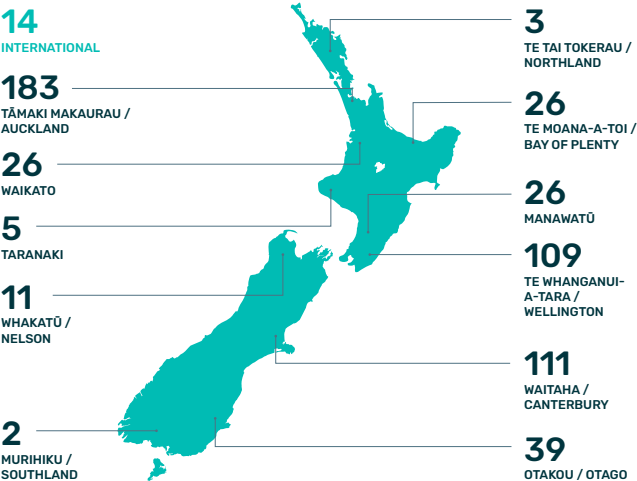 14
INTERNATIONAL
183
TĀMAKI MAKAURAU /
AUCKLAND
26
WAIKATO
5
TARANAKI
11
WHAKATŪ /
NELSON
2
MURIHIKU /
SOUTHLAND
3
TE TAI TOKERAU /
NORTHLAND
26
TE MOANA-A-TOI /
BAY OF PLENTY
26
MANAWATŪ
109
TE WHANGANUI-
A-TARA /
WELLINGTON
111
WAITAHA /
CANTERBURY
39
OTAKOU / OTAGO